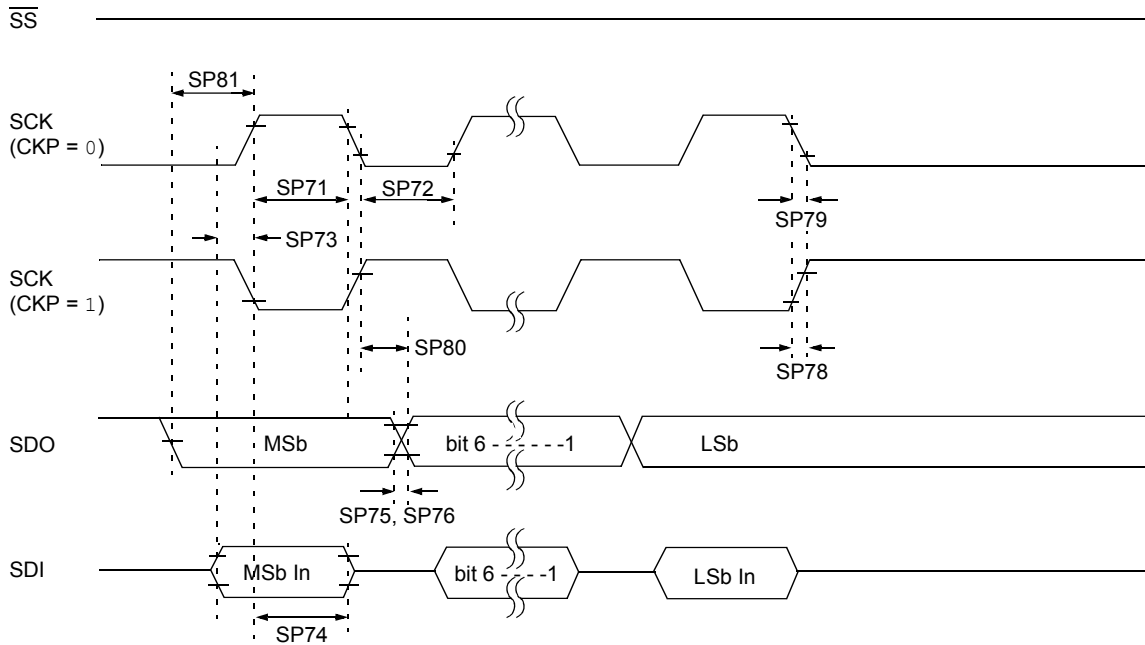 SS
SP81
SCK
(CKP = 0)
SP71
SP72
SP79
SP73
SCK
(CKP = 1)
SP80
SP78
SDO
MSb
bit 6 - - - - - - -1
LSb
SP75, SP76
SDI
MSb In
bit 6 - - - - -1
LSb In
SP74